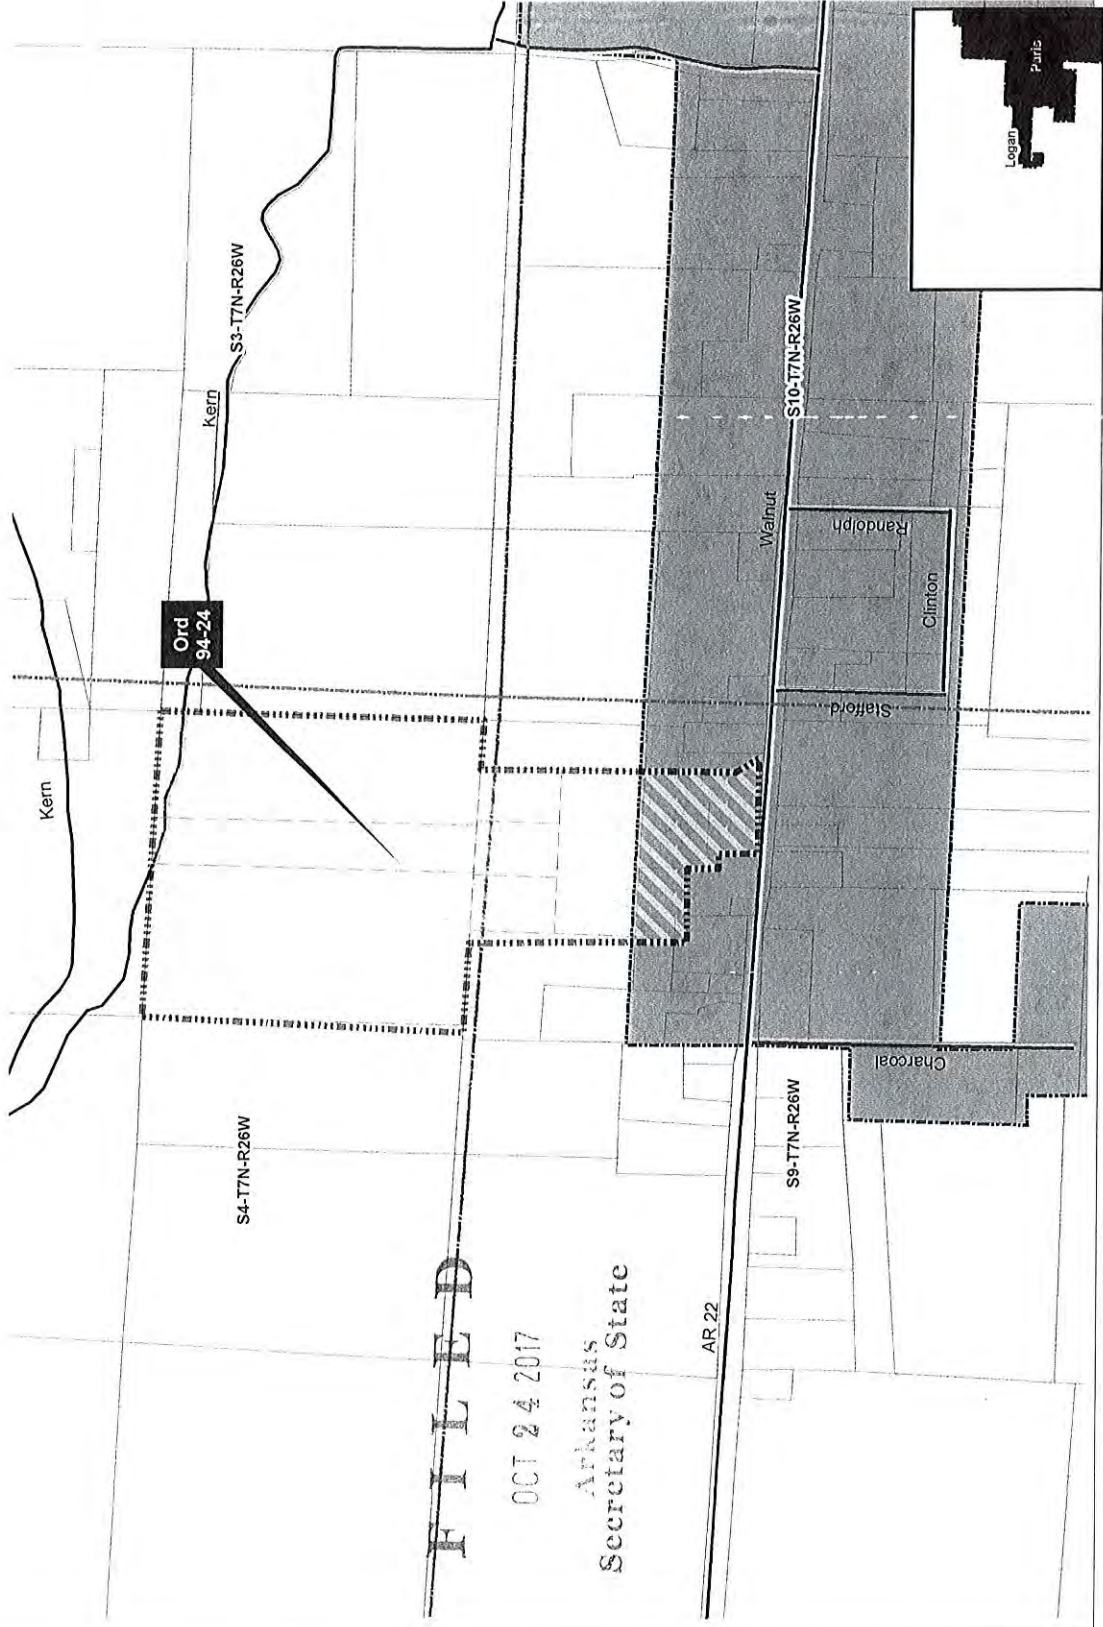 Kern
Kern
S3-T7N-R26W
Ord
94-24
S4-T7N-R26W
Walnut
S10-T7N-R26W
Randolph
Clinton
Stafford
Charcoal
S9-T7N-R26W
AR 22
Logan
Paris
FILED
OCT 24 2017
Arkansas
Secretary of State